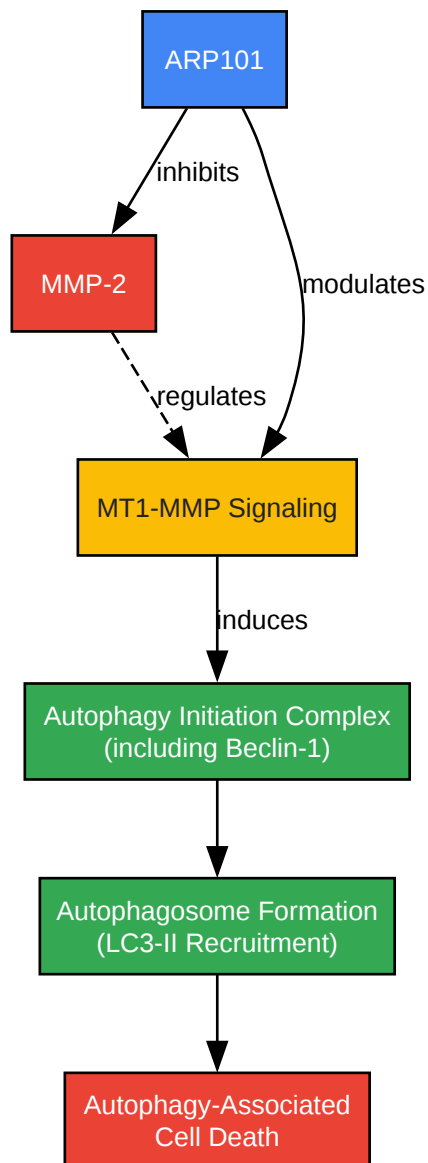 ARP101
inhibits
MMP-2
modulates
regulates
MT1-MMP Signaling
induces
Autophagy Initiation Complex
(including Beclin-1)
Autophagosome Formation
(LC3-II Recruitment)
Autophagy-Associated
Cell Death